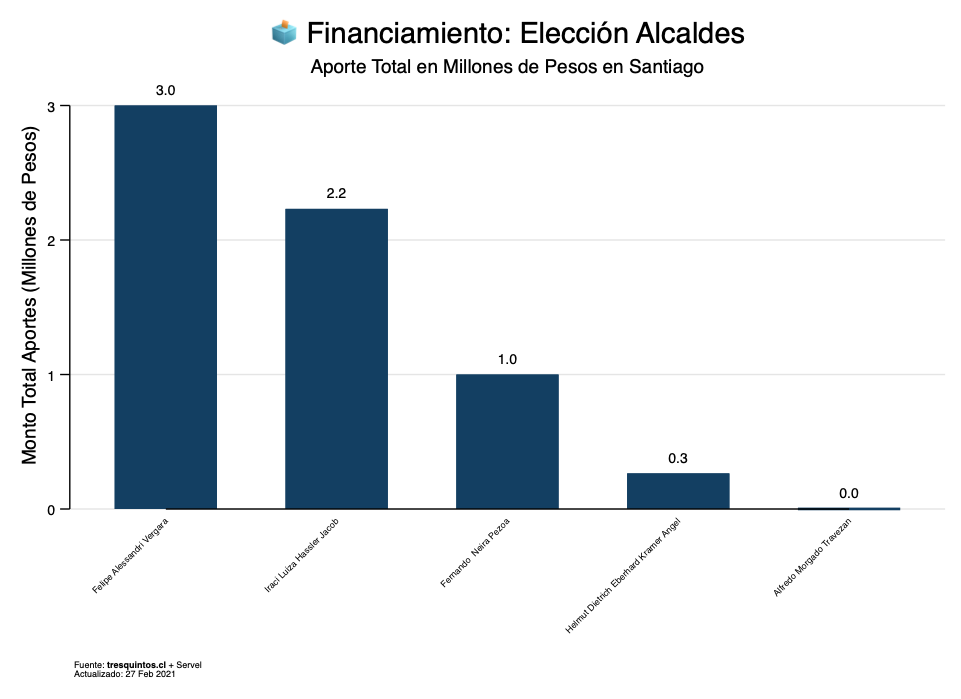 Financiamiento: Elección Alcaldes
Aporte Total en Millones de Pesos en Santiago
Monto Total Aportes (Millones de Pesos)
3
2
1
0
3.0
2.2
1.0
0.3
0.0
Felipe Alessandri Vergara
Iraci Luiza Hassler Jacob
Fernando Neira Pezoa
Helmut Dietrich Eberhard Kramer Angel
Alfredo Morgado Travezan
Fuente: tresquintos.cl + Servel
Actualizado: 27 Feb 2021